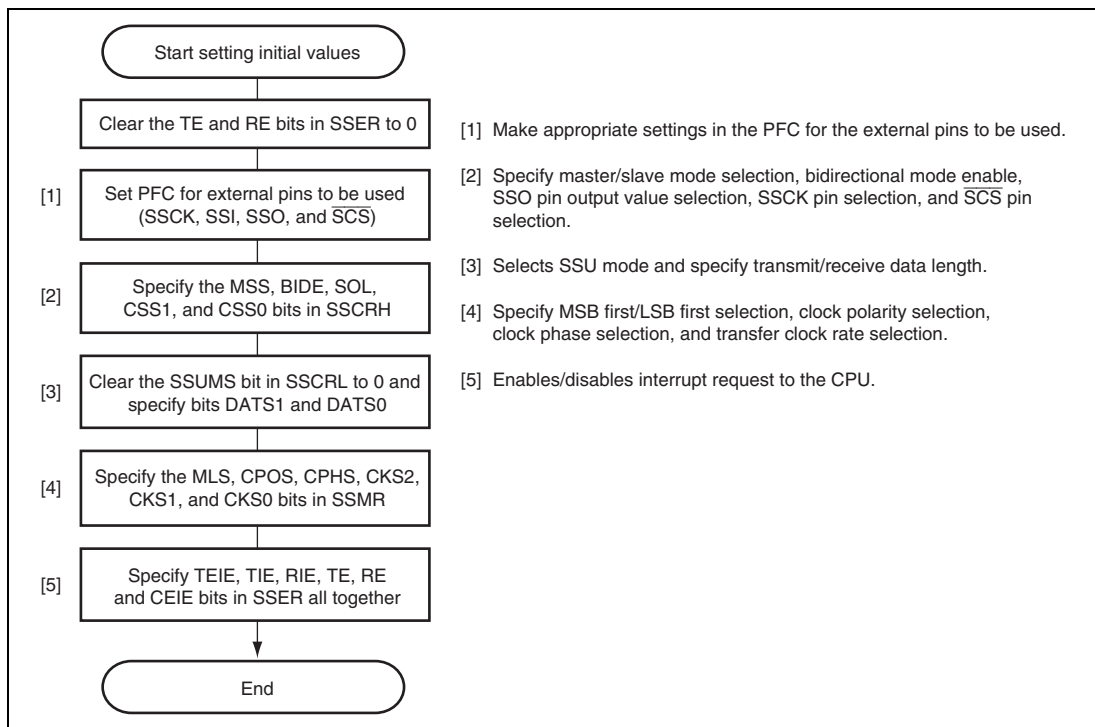 Start setting initial values
Clear the TE and RE bits in SSER to 0
[1]
Set PFC for external pins to be used
(SSCK, SSI, SSO, and SCS)
[2]
Specify the MSS, BIDE, SOL,
CSS1, and CSS0 bits in SSCRH
[3]
Clear the SSUMS bit in SSCRL to 0 and
specify bits DATS1 and DATS0
[4]
Specify the MLS, CPOS, CPHS, CKS2,
CKS1, and CKS0 bits in SSMR
[5]
Specify TEIE, TIE, RIE, TE, RE
and CEIE bits in SSER all together
End
[1] Make appropriate settings in the PFC for the external pins to be used.
[2] Specify master/slave mode selection, bidirectional mode enable,
SSO pin output value selection, SSCK pin selection, and SCS pin
selection.
[3] Selects SSU mode and specify transmit/receive data length.
[4] Specify MSB first/LSB first selection, clock polarity selection,
clock phase selection, and transfer clock rate selection.
[5] Enables/disables interrupt request to the CPU.